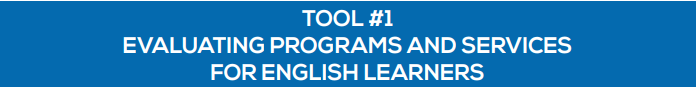 TOOL #1
EVALUATING PROGRAMS AND SERVICES
FOR ENGLISH LEARNERS